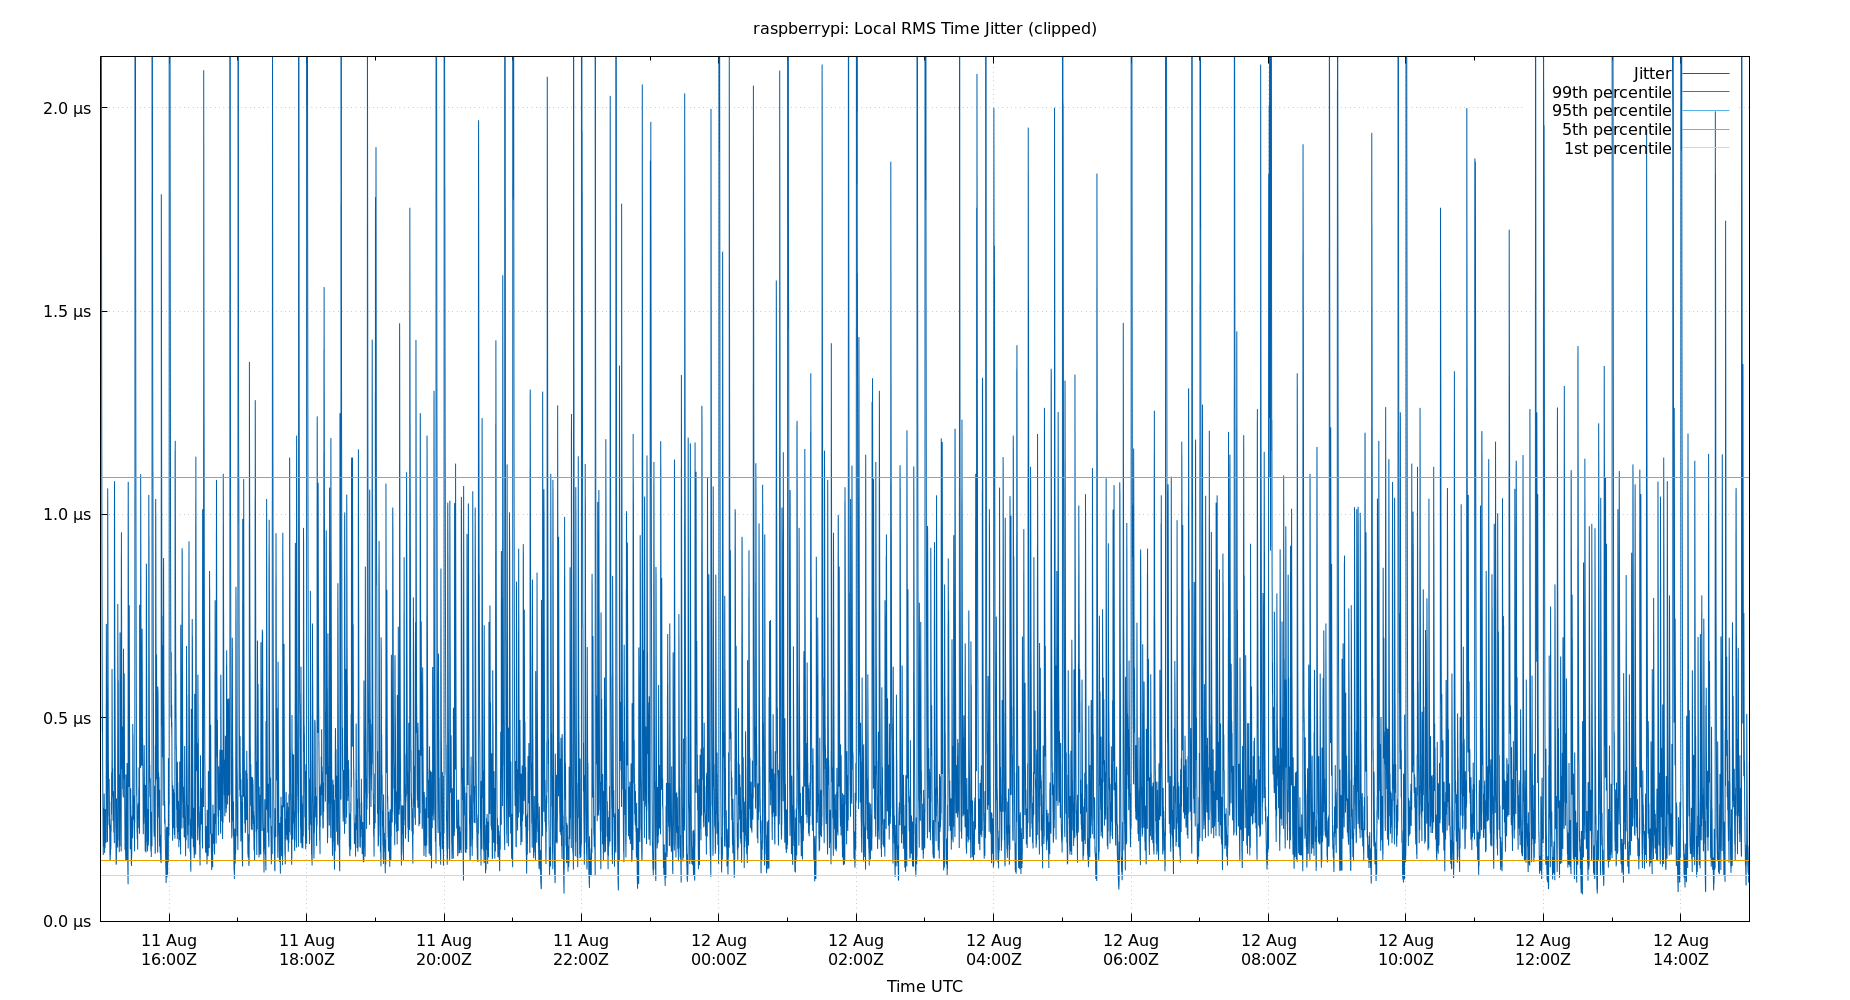 raspberrypi: Local RMS Time Jitter (clipped)
Jitter
99th percentile
95th percentile
5th percentile
1st percentile
2.0 µs
1.5 µs
1.0 µs
0.5 µs
0.0 µs
11 Aug 11 Aug 11 Aug 11 Aug 12 Aug 12 Aug 12 Aug 12 Aug 12 Aug 12 Aug 12 Aug 12 Aug
16:00Z 18:00Z 20:00Z 22:00Z 00:00Z 02:00Z 04:00Z 06:00Z 08:00Z 10:00Z 12:00Z 14:00Z
Time UTC